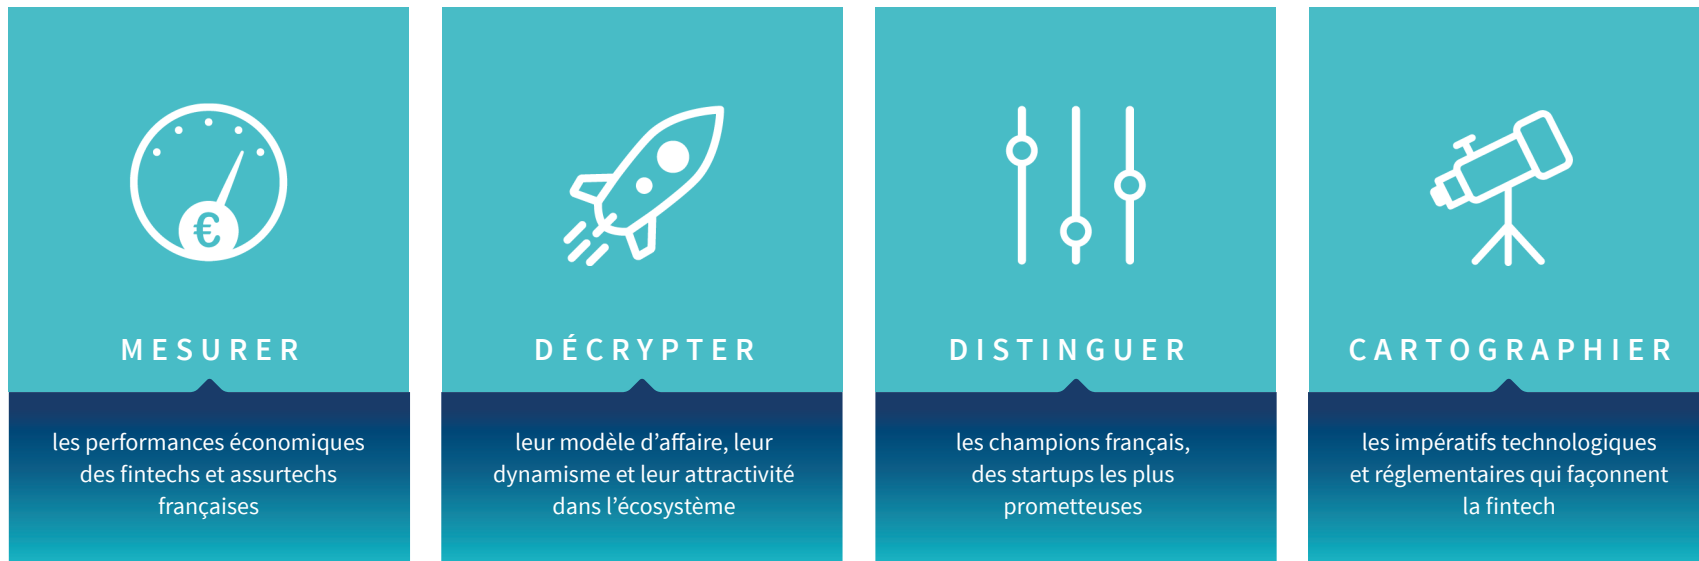 €
MESURER
les performances économiques
des fintechs et assurtechs
françaises
DÉCRYPTER
leur modèle d’affaire, leur
dynamisme et leur attractivité
dans l’écosystème
DISTINGUER
les champions français,
des startups les plus
prometteuses
CARTOGRAPHIER
les impératifs technologiques
et réglementaires qui façonnent
la fintech